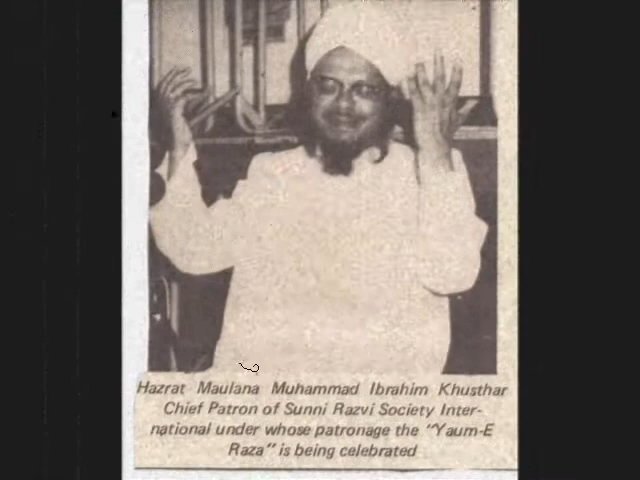 Hazrat Maulana Muhammad Ibrahim Khusthar
Chief Patron of Sunni Razvi Society Inter-
national under whose patronage the "Yaum-E
Raza" is being celebrated